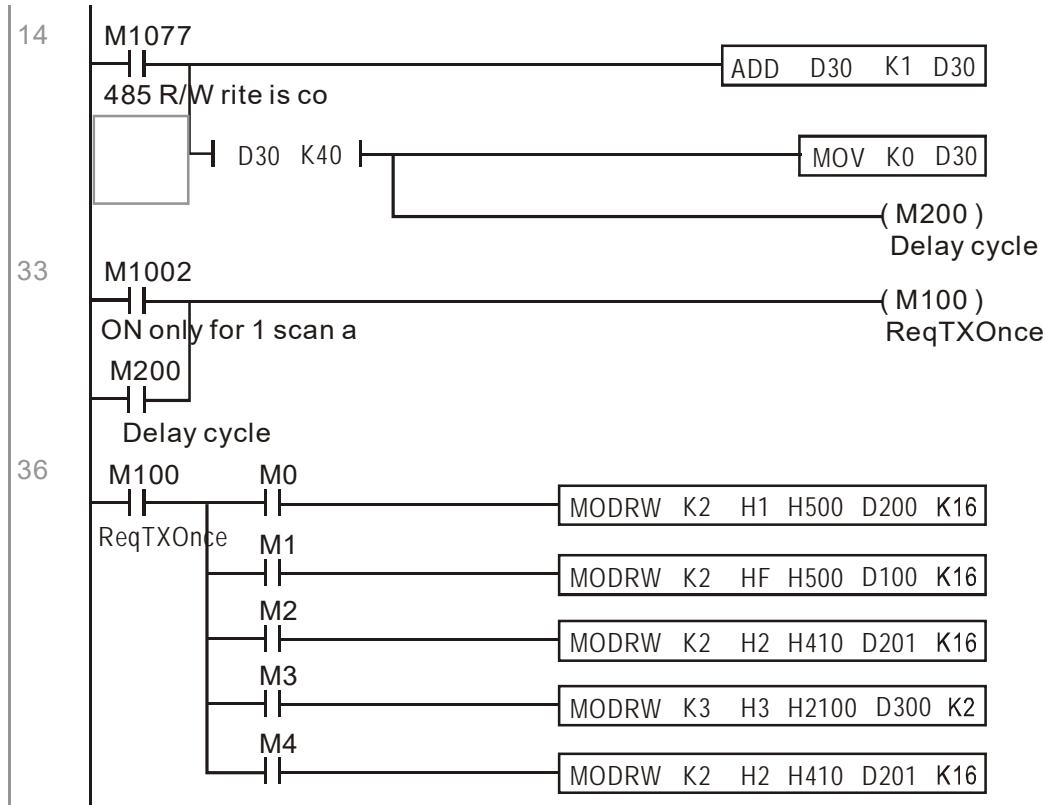 14
M1077
ADD D30 K1 D30
485 R/W rite is co
D30 K40
MOV K0 D30
( M200 )
Delay cycle
33
M1002
( M100 )
ON only for 1 scan a
ReqTXOnce
M200
Delay cycle
36
M100 M0
MODRW K2 H1 H500 D200 K16
ReqTXOnce
M1
MODRW K2 HF H500 D100 K16
M2
MODRW K2 H2 H410 D201 K16
M3
MODRW K3 H3 H2100 D300 K2
M4
MODRW K2 H2 H410 D201 K16